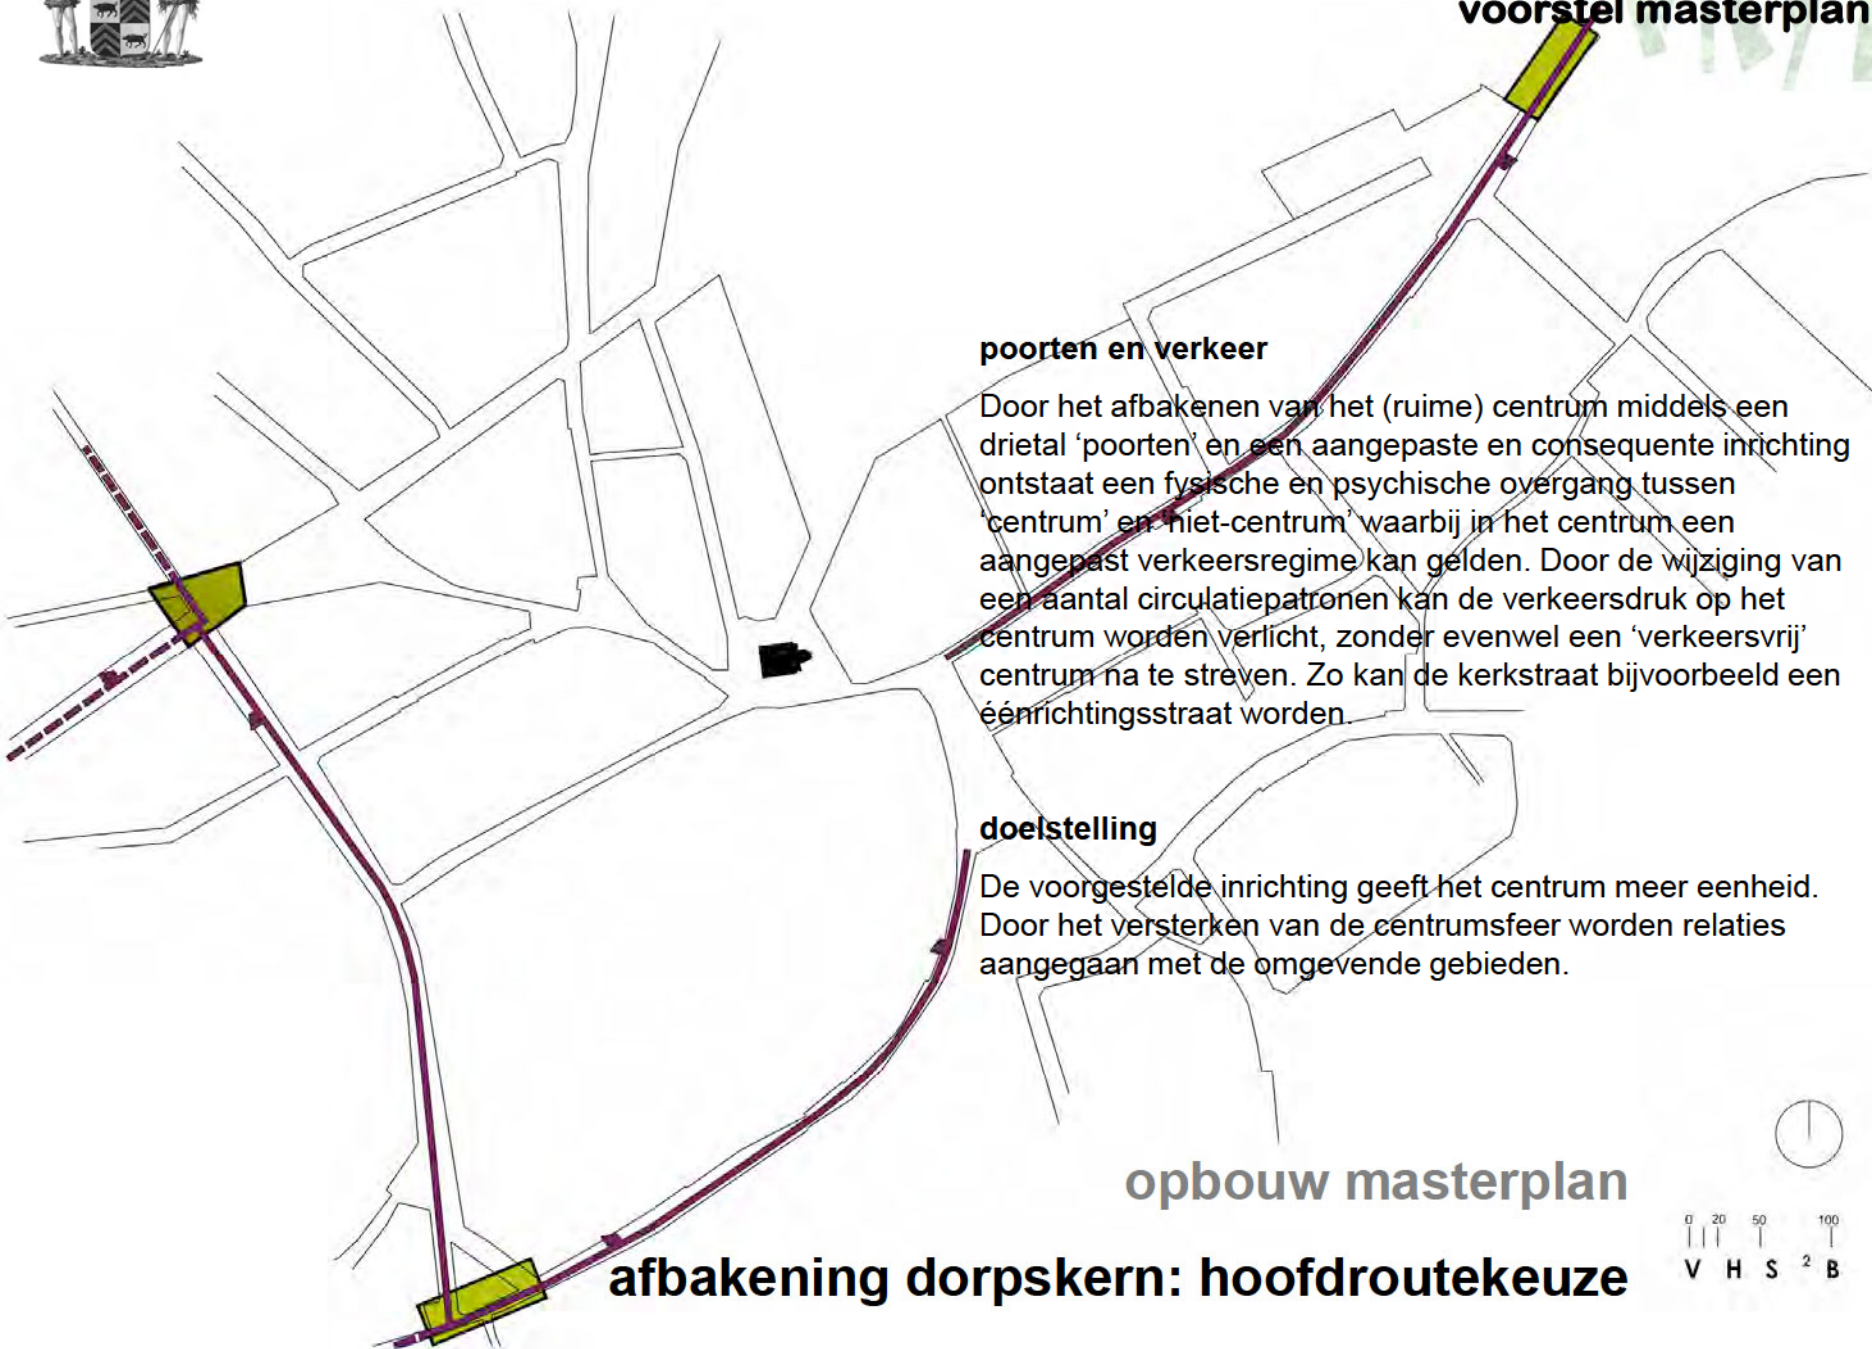 voorstel masterplan
poorten en verkeer
Door het afbakenen van het (ruime) centrum middels een
drietal ‘poorten’ en een aangepaste en consequente inrichting
ontstaat een fysische en psychische overgang tussen
‘centrum’ en ‘niet-centrum’ waarbij in het centrum een
aangepast verkeersregime kan gelden. Door de wijziging van
een aantal circulatiepatronen kan de verkeersdruk op het
centrum worden verlicht, zonder evenwel een ‘verkeersvrij’
centrum na te streven. Zo kan de kerkstraat bijvoorbeeld een
éénrichtingsstraat worden.
doelstelling
De voorgestelde inrichting geeft het centrum meer eenheid.
Door het versterken van de centrumsfeer worden relaties
aangegaan met de omgevende gebieden.
opbouw masterplan
afbakening dorpskern: hoofdroutekeuze
0 20 50 100
V H S ² B